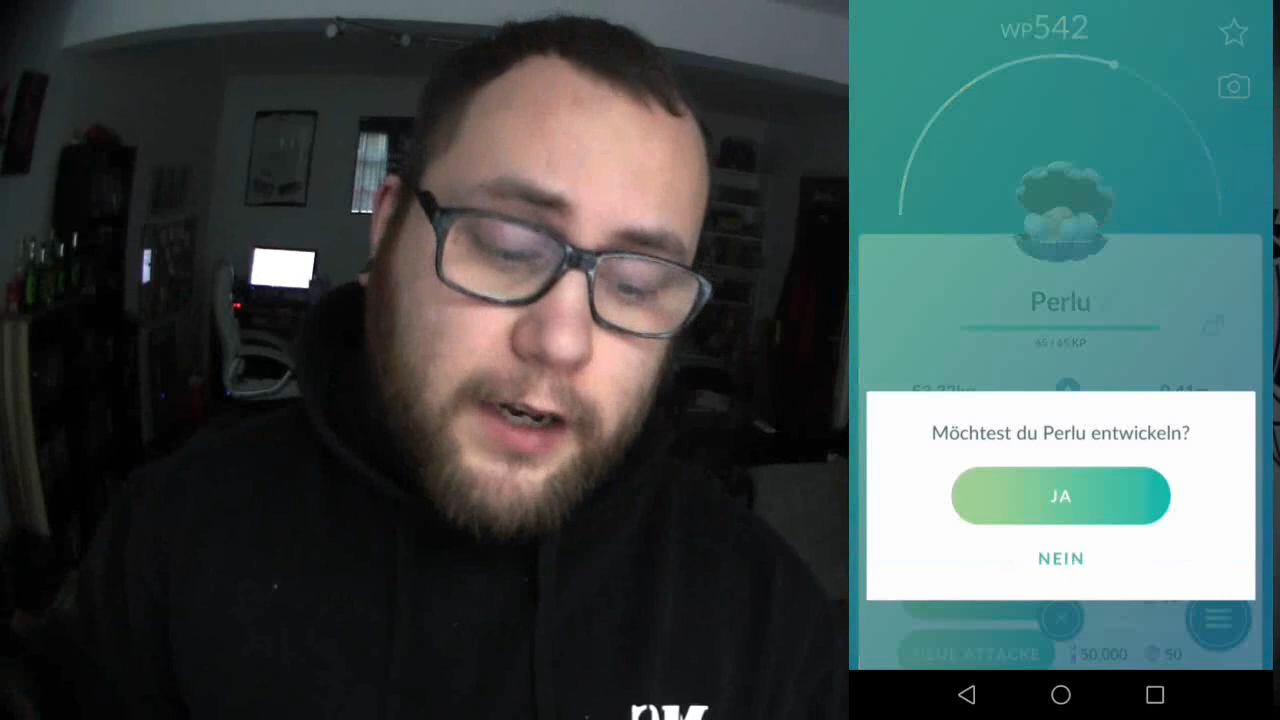 WP542
Perlu
65 / 65 KP
Möchtest du Perlu entwickeln?
JA
NEIN
NEUE ATTACKE
50,000
50